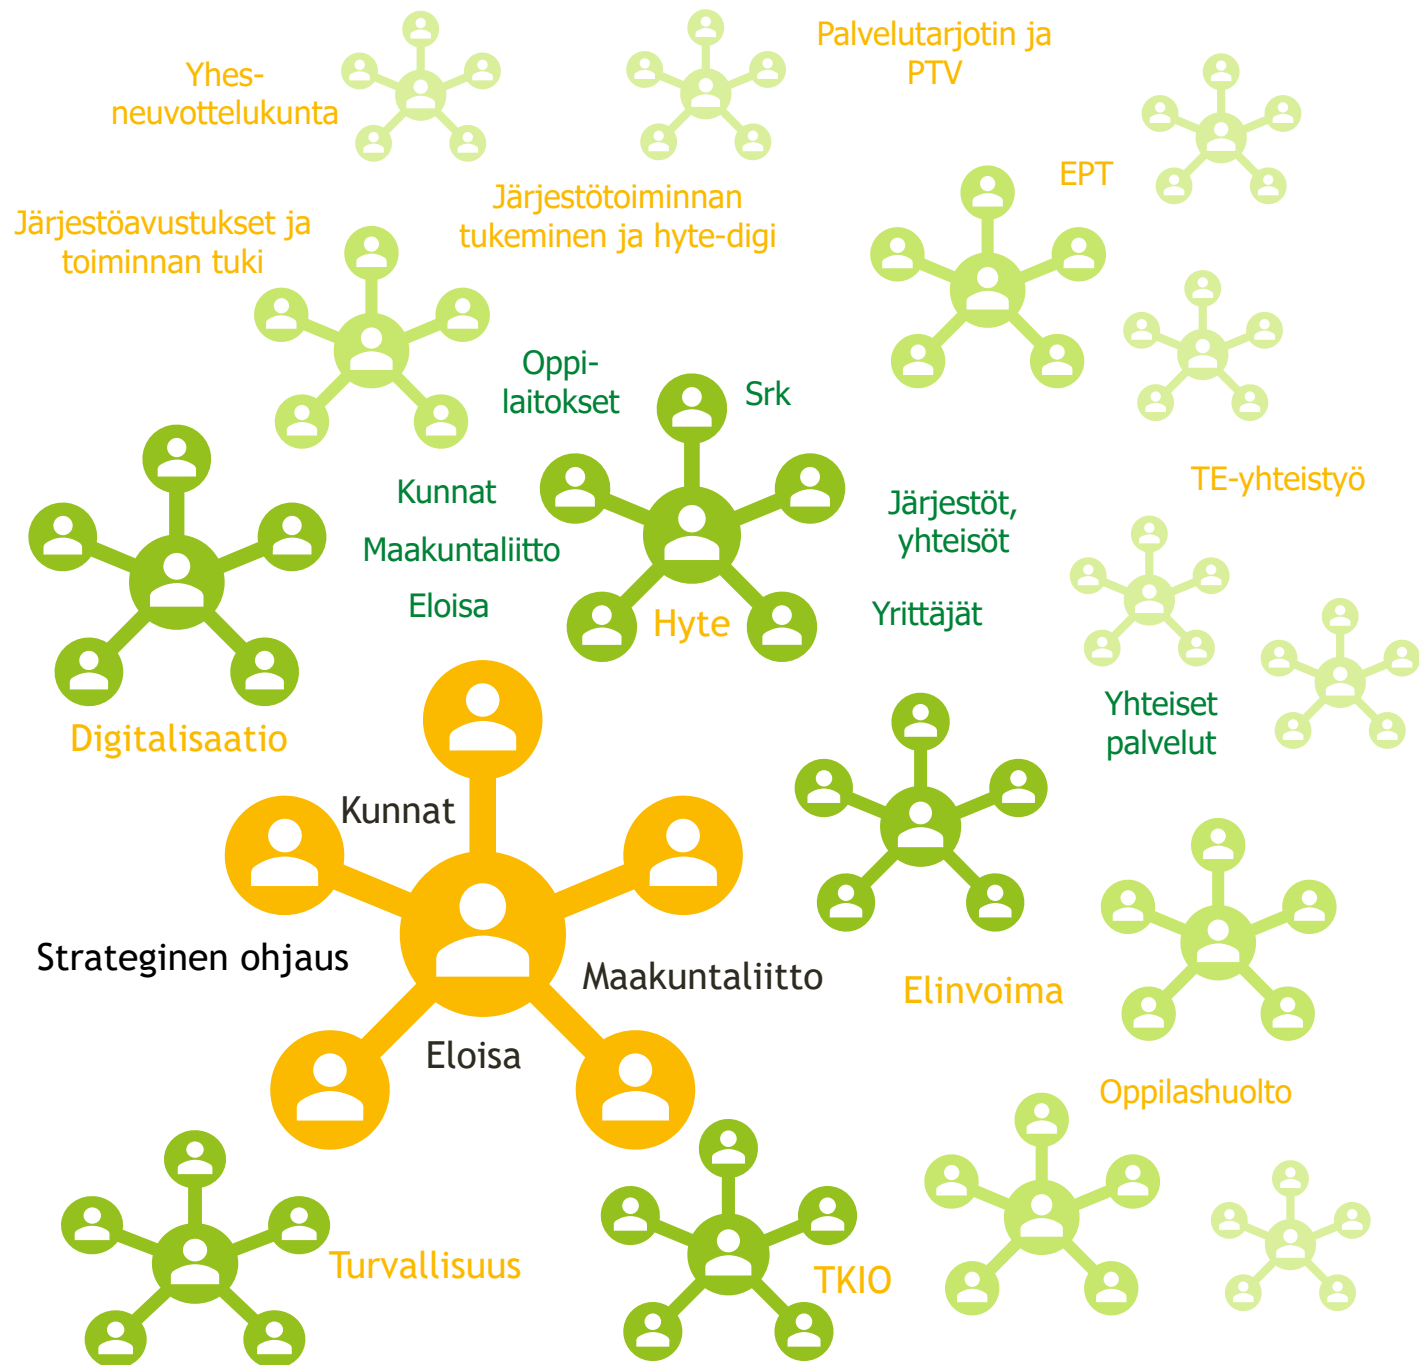 Palvelutarjotin ja
PTV
Yhes-
neuvottelukunta
EPT
Järjestötoiminnan
tukeminen ja hyte-digi
Järjestöavustukset ja
toiminnan tuki
Oppi-
laitokset
Srk
TE-yhteistyö
Kunnat
Järjestöt,
yhteisöt
Maakuntaliitto
Eloisa
Hyte
Yrittäjät
Yhteiset
palvelut
Digitalisaatio
Kunnat
Strateginen ohjaus
Maakuntaliitto
Elinvoima
Eloisa
Oppilashuolto
Turvallisuus
TKIO